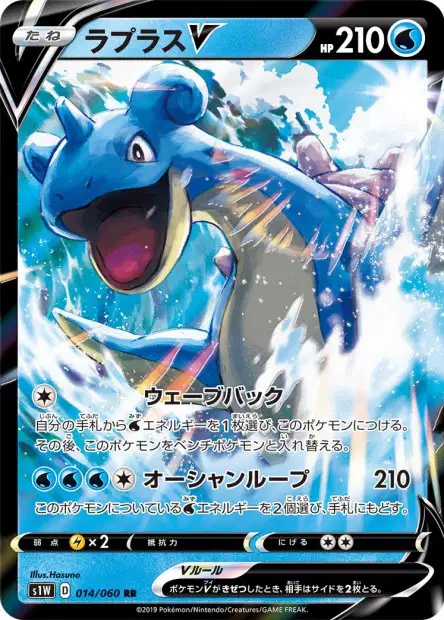 たね ラプラスV HP 210
ウェーブバック
自分の手札から エネルギーを1枚選び、このポケモンにつける。
その後、このポケモンをベンチポケモンと入れ替える。
オーシャンループ 210
このポケモンについている エネルギーを2個選び、手札にもどす。
弱点 ×2 抵抗力 にげる
Illus.Hasuno
Vルール
s1W D 014/060 RR
ポケモンVがきぜつしたとき、相手はサイドを2枚とる。
©2019 Pokémon/Nintendo/Creatures/GAME FREAK.